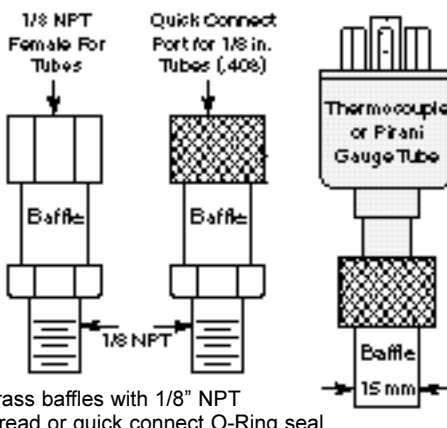 1/8 NPT
Female For
Tubes
Quick Connect
Port for 1/8 in.
Tubes (.408)
Thermocouple
or Pirani
Gauge Tube
Baffle
Baffle
1/8 NPT
Baffle
15 mm
rass baffles with 1/8" NPT
read or quick connect O-Ring seal